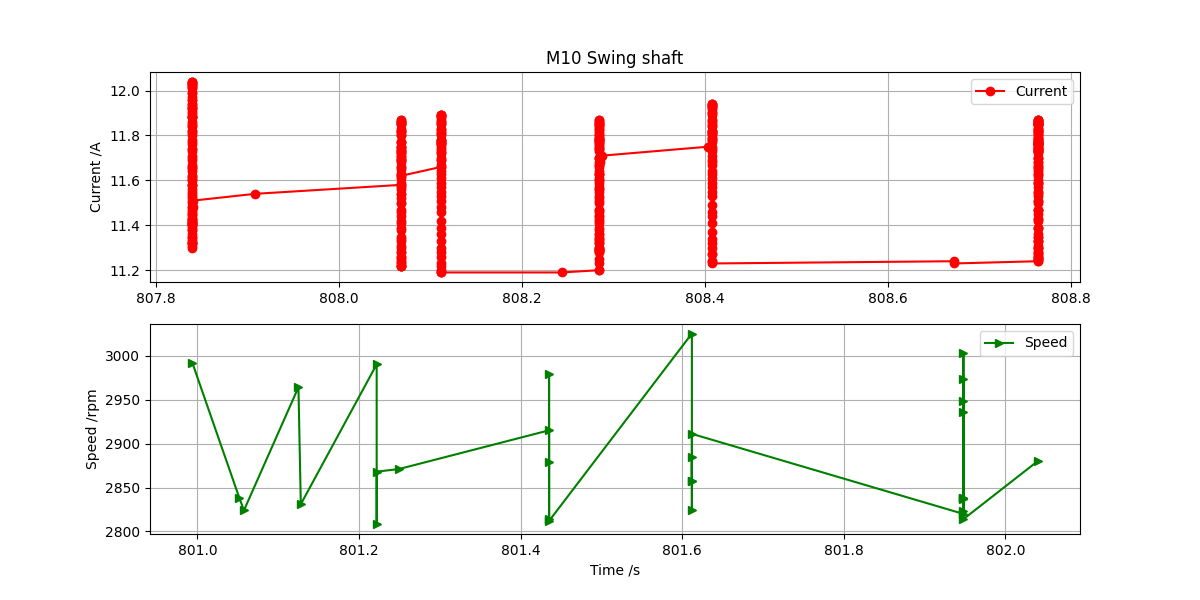 M10 Swing shaft
12.0
11.8
11.6
11.4
11.2
Current /A
Current
807.8 808.0 808.2 808.4 808.6 808.8
3000
2950
2900
2850
2800
Speed /rpm
Speed
801.0 801.2 801.4 801.6 801.8 802.0
Time /s